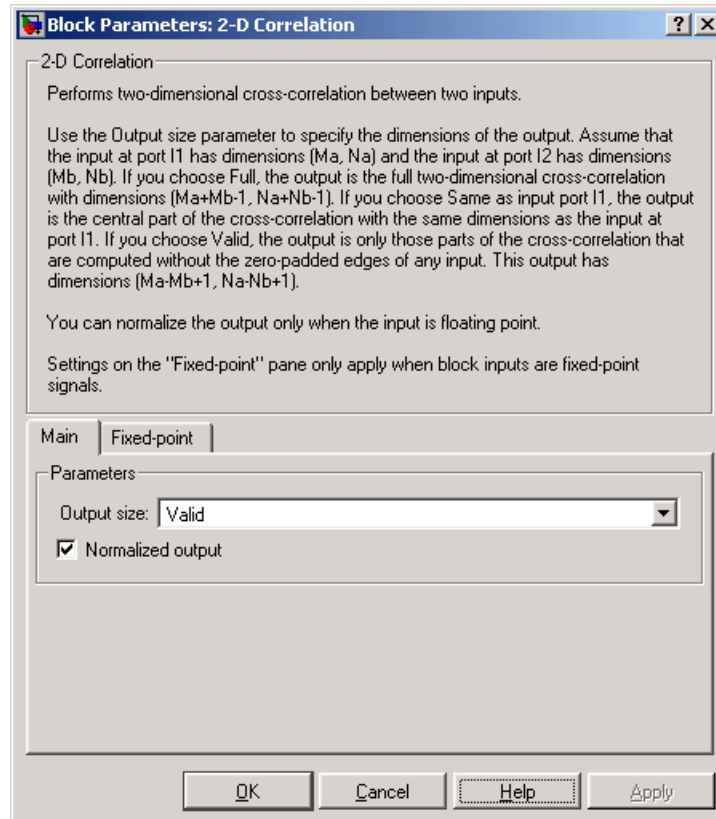 Block Parameters: 2-D Correlation
2-D Correlation
Performs two-dimensional cross-correlation between two inputs.
Use the Output size parameter to specify the dimensions of the output. Assume that
the input at port I1 has dimensions (Ma, Na) and the input at port I2 has dimensions
(Mb, Nb). If you choose Full, the output is the full two-dimensional cross-correlation
with dimensions (Ma+Mb-1, Na+Nb-1). If you choose Same as input port I1, the output
is the central part of the cross-correlation with the same dimensions as the input at
port I1. If you choose Valid, the output is only those parts of the cross-correlation that
are computed without the zero-padded edges of any input. This output has
dimensions (Ma-Mb+1, Na-Nb+1).
You can normalize the output only when the input is floating point.
Settings on the "Fixed-point" pane only apply when block inputs are fixed-point
signals.
Main Fixed-point
Parameters
Output size: Valid
Normalized output
OK Cancel Help Apply